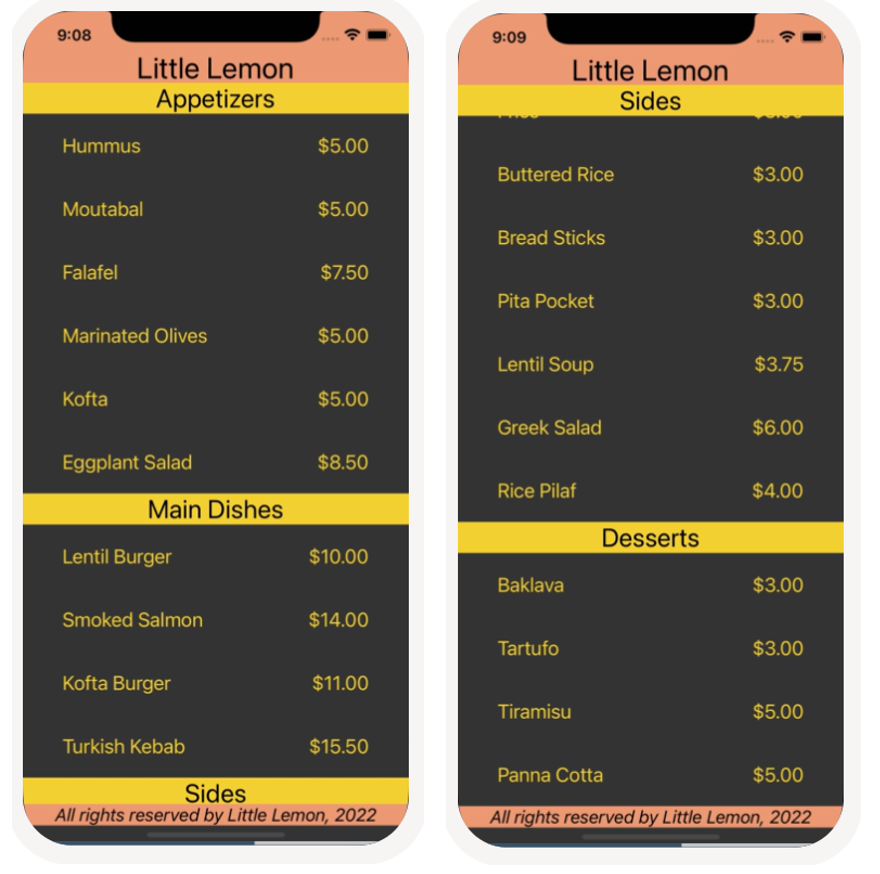 9:08
Little Lemon
Appetizers
Hummus $5.00
Moutabal $5.00
Falafel $7.50
Marinated Olives $5.00
Kofta $5.00
Eggplant Salad $8.50
Main Dishes
Lentil Burger $10.00
Smoked Salmon $14.00
Kofta Burger $11.00
Turkish Kebab $15.50
Sides
All rights reserved by Little Lemon, 2022
9:09
Little Lemon
Sides
Buttered Rice $3.00
Bread Sticks $3.00
Pita Pocket $3.00
Lentil Soup $3.75
Greek Salad $6.00
Rice Pilaf $4.00
Desserts
Baklava $3.00
Tartufo $3.00
Tiramisu $5.00
Panna Cotta $5.00
All rights reserved by Little Lemon, 2022